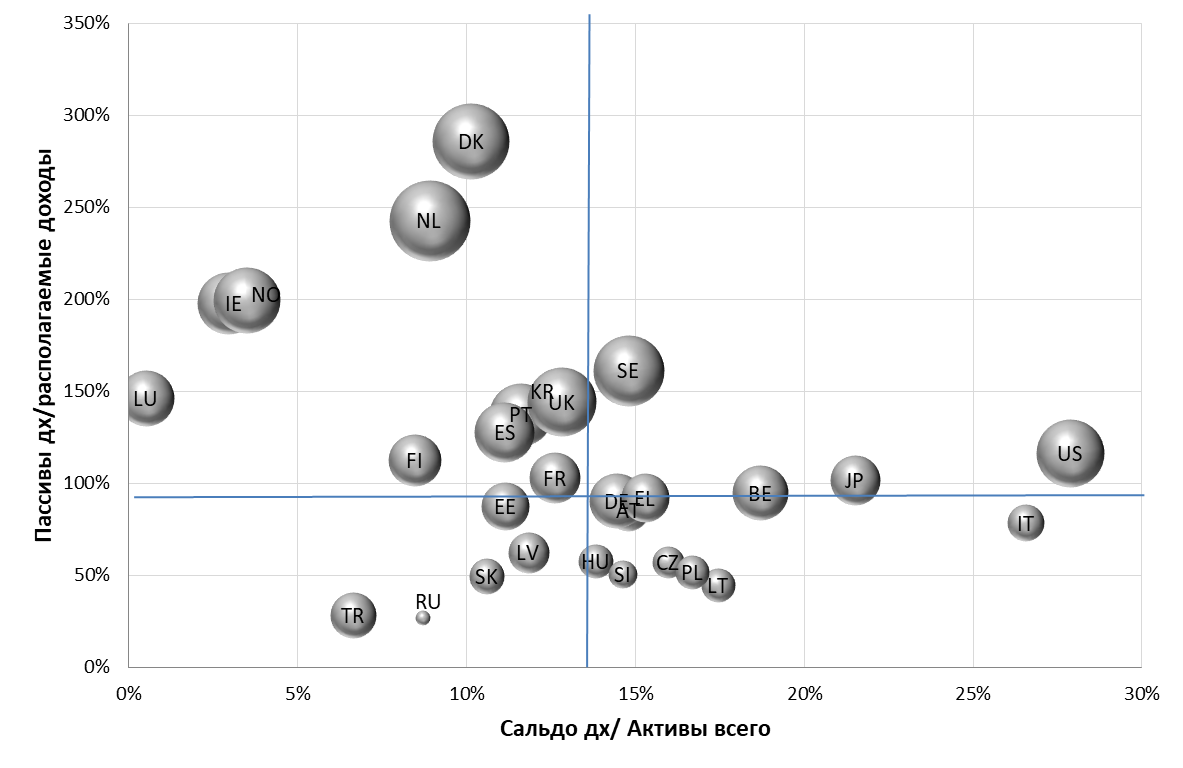 350%
300%
250%
200%
150%
100%
50%
0%
Пассивы дх/располагаемые доходы
DK
NL
IE
NO
LU
SE
KR
UK
PT
ES
US
FI
FR
JP
BE
DE
EL
AT
EE
IT
LV
HU
CZ
SK
SI
PL
LT
RU
TR
0%
5%
10%
15%
20%
25%
30%
Сальдо дх/ Активы всего